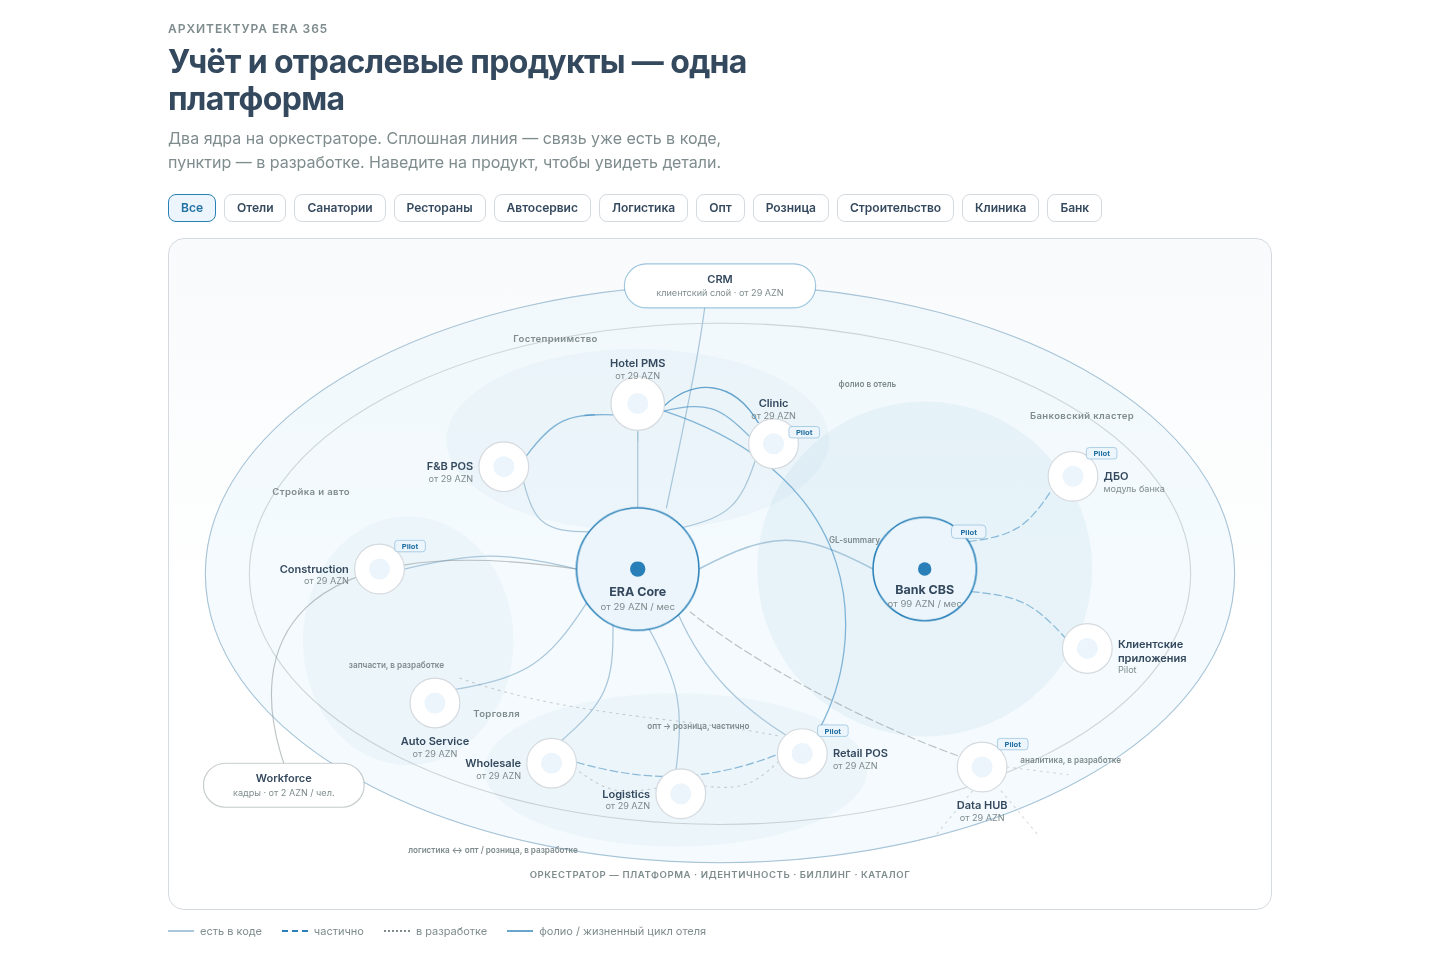 АРХИТЕКТУРА ERA 365
Учёт и отраслевые продукты — одна
платформа
Два ядра на оркестраторе. Сплошная линия — связь уже есть в коде,
пунктир — в разработке. Наведите на продукт, чтобы увидеть детали.
Все
Отели
Санатории
Рестораны
Автосервис
Логистика
Опт
Розница
Строительство
Клиника
Банк
CRM
клиентский слой · от 29 AZN
Гостеприимство
Hotel PMS
от 29 AZN
фолио в отель
Clinic
от 29 AZN
Pilot
Банковский кластер
F&B POS
от 29 AZN
Pilot
ДБО
модуль банка
Стройка и авто
Pilot
GL-summary
Pilot
Construction
от 29 AZN
ERA Core
от 29 AZN / мес
Bank CBS
от 99 AZN / мес
Клиентские
приложения
Pilot
запчасти, в разработке
Торговля
опт → розница, частично
Auto Service
от 29 AZN
Pilot
Retail POS
от 29 AZN
Pilot
аналитика, в разработке
Wholesale
от 29 AZN
Workforce
кадры · от 2 AZN / чел.
Logistics
от 29 AZN
Data HUB
от 29 AZN
логистика ↔ опт / розница, в разработке
ОРКЕСТРАТОР — ПЛАТФОРМА · ИДЕНТИЧНОСТЬ · БИЛЛИНГ · КАТАЛОГ
есть в коде
частично
в разработке
фолио / жизненный цикл отеля